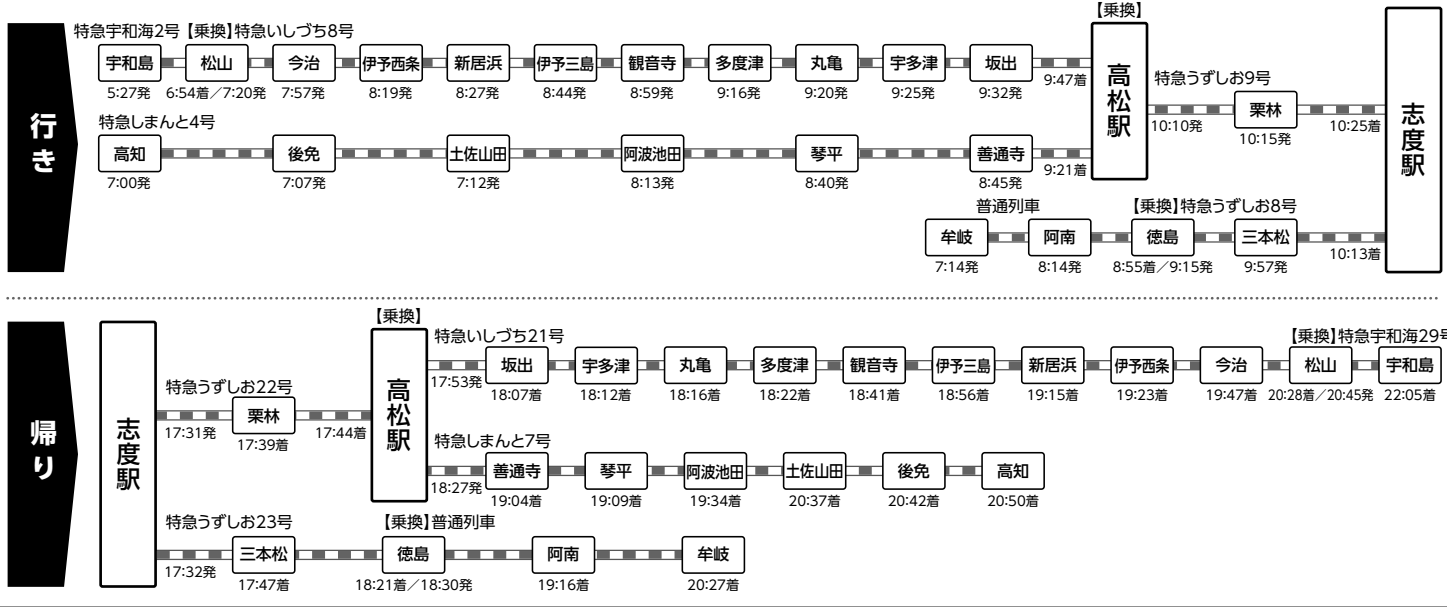 行き
特急宇和海2号【乗換】特急いしづち8号
宇和島 松山 今治 伊予西条 新居浜 伊予三島 観音寺 多度津 丸亀 宇多津 坂出
5:27発 6:54着／7:20発 7:57発 8:19発 8:27発 8:44発 8:59発 9:16発 9:20発 9:25発 9:32発 9:47着
特急しまんと4号
高知 後免 土佐山田 阿波池田 琴平 善通寺
7:00発 7:07発 7:12発 8:13発 8:40発 8:45発 9:21着
【乗換】
高松駅
特急うずしお9号
栗林
10:10発 10:15発 10:25着
普通列車 【乗換】特急うずしお8号
牟岐 阿南 徳島 三本松
7:14発 8:14発 8:55着／9:15発 9:57発 10:13着
志度駅
帰り
志度駅
特急うずしお22号
栗林
17:31発 17:39着 17:44着
【乗換】
高松駅
特急いしづち21号 【乗換】特急宇和海29号
坂出 宇多津 丸亀 多度津 観音寺 伊予三島 新居浜 伊予西条 今治 松山 宇和島
17:53発 18:07着 18:12着 18:16着 18:22着 18:41着 18:56着 19:15着 19:23着 19:47着 20:28着／20:45発 22:05着
特急しまんと7号
善通寺 琴平 阿波池田 土佐山田 後免 高知
18:27発 19:04着 19:09着 19:34着 20:37着 20:42着 20:50着
特急うずしお23号 【乗換】普通列車
三本松 徳島 阿南 牟岐
17:32発 17:47着 18:21着／18:30発 19:16着 20:27着